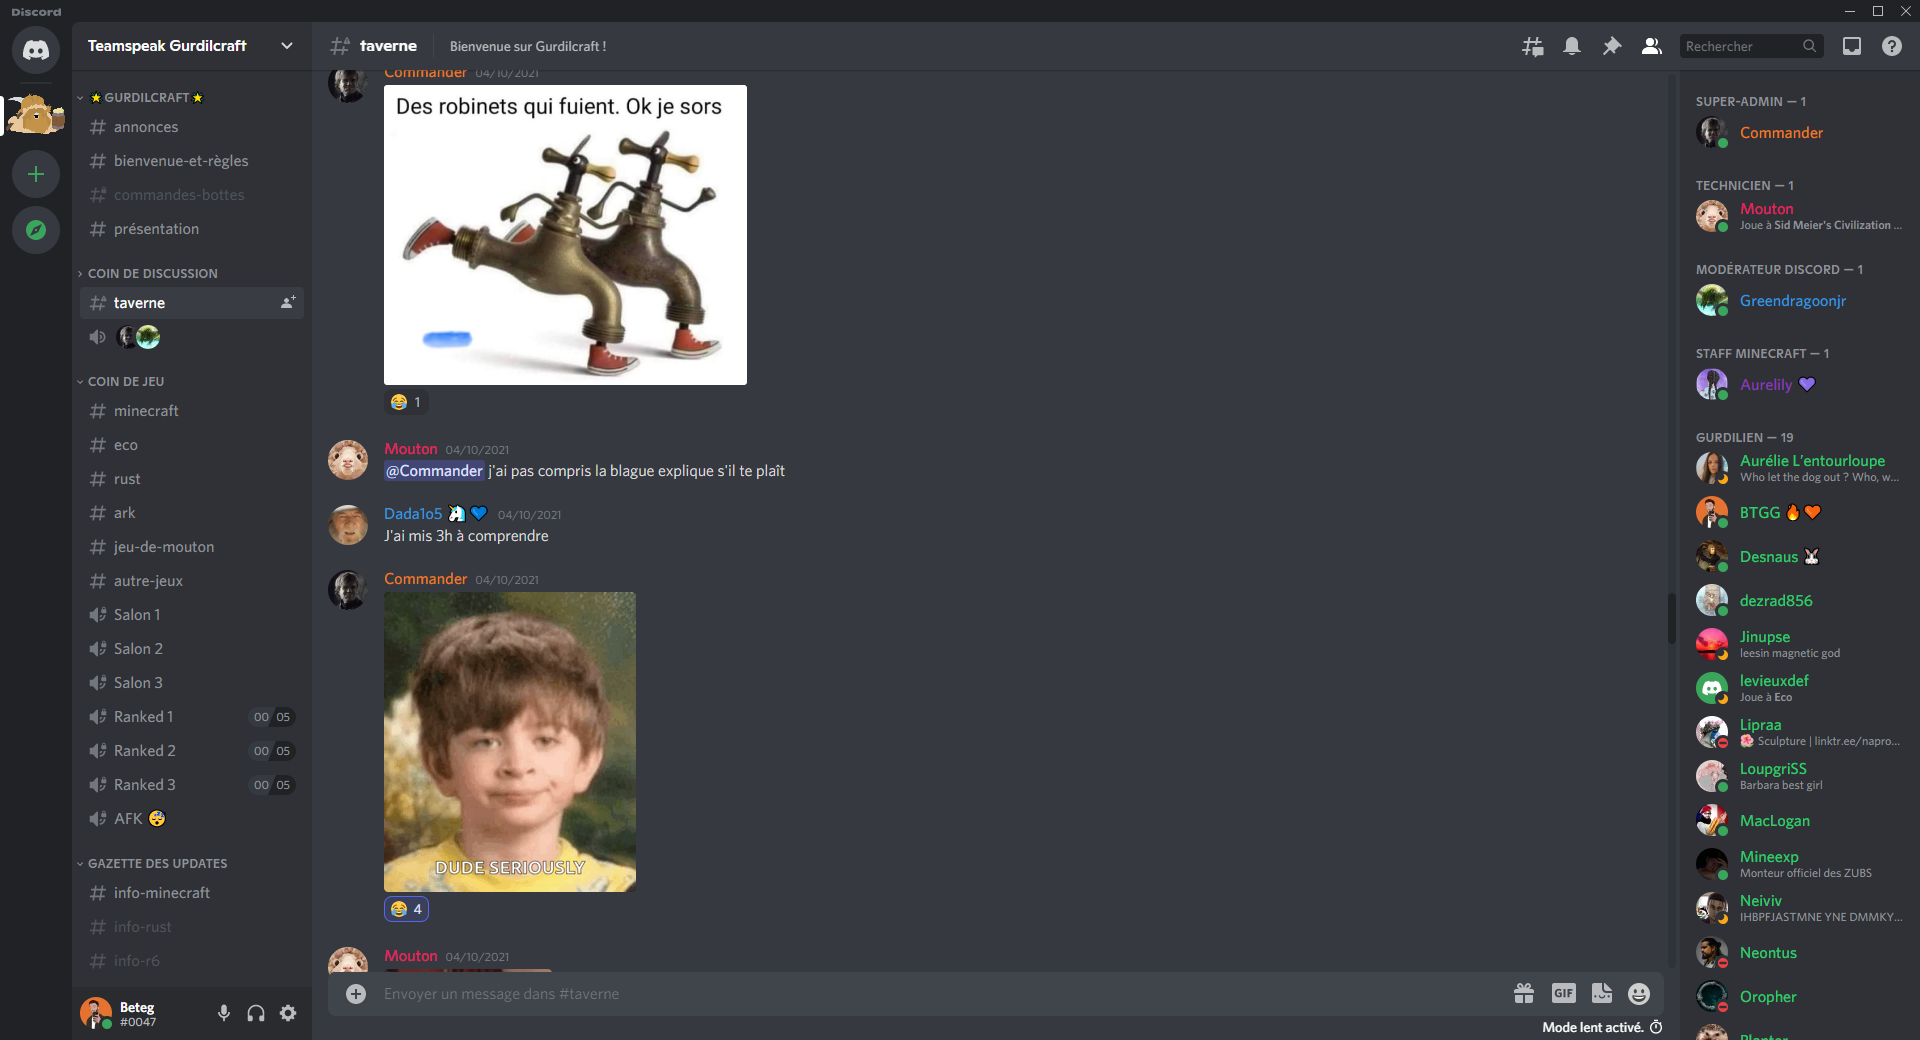 Discord
Teamspeak Gurdilcraft
GURDILCRAFT
annonces
bienvenue-et-règles
commandes-bottes
présentation
COIN DE DISCUSSION
taverne
COIN DE JEU
minecraft
eco
rust
ark
jeu-de-mouton
autre-jeux
Salon 1
Salon 2
Salon 3
Ranked 1 00 05
Ranked 2 00 05
Ranked 3 00 05
AFK
GAZETTE DES UPDATES
info-minecraft
info-rust
info-r6
Beteg
#0047
taverne
Bienvenue sur Gurdilcraft !
Rechercher
Commander 04/10/2021
Des robinets qui fuient. Ok je sors
1
Mouton 04/10/2021
@Commander j'ai pas compris la blague explique s'il te plaît
Dada1o5 04/10/2021
J'ai mis 3h à comprendre
Commander 04/10/2021
DUDE SERIOUSLY
4
Mouton 04/10/2021
Envoyer un message dans #taverne
GIF
Mode lent activé.
SUPER-ADMIN — 1
Commander
TECHNICIEN — 1
Mouton
Joue à Sid Meier's Civilization ...
MODÉRATEUR DISCORD — 1
Greendragoonjr
STAFF MINECRAFT — 1
Aurelily
GURDILIEN — 19
Aurélie L'entourloupe
Who let the dog out ? Who, w...
BTGG
Desnaus
dezrad856
Jinupse
leesin magnetic god
levieuxdef
Joue à Eco
Lipraa
Sculpture | linktr.ee/napro...
LoupgriSS
Barbara best girl
MacLogan
Mineexp
Monteur officiel des ZUBS
Neiviv
IHBPFJASTMNE YNE DMMKY...
Neontus
Oropher